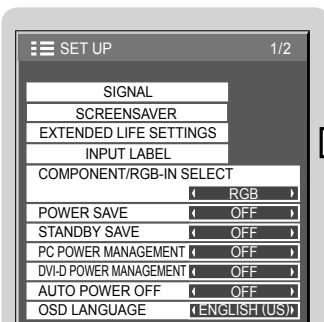 SET UP 1/2
SIGNAL
SCREENSAVER
EXTENDED LIFE SETTINGS
INPUT LABEL
COMPONENT/RGB-IN SELECT
RGB
POWER SAVE OFF
STANDBY SAVE OFF
PC POWER MANAGEMENT OFF
DVI-D POWER MANAGEMENT OFF
AUTO POWER OFF OFF
OSD LANGUAGE ENGLISH (US)